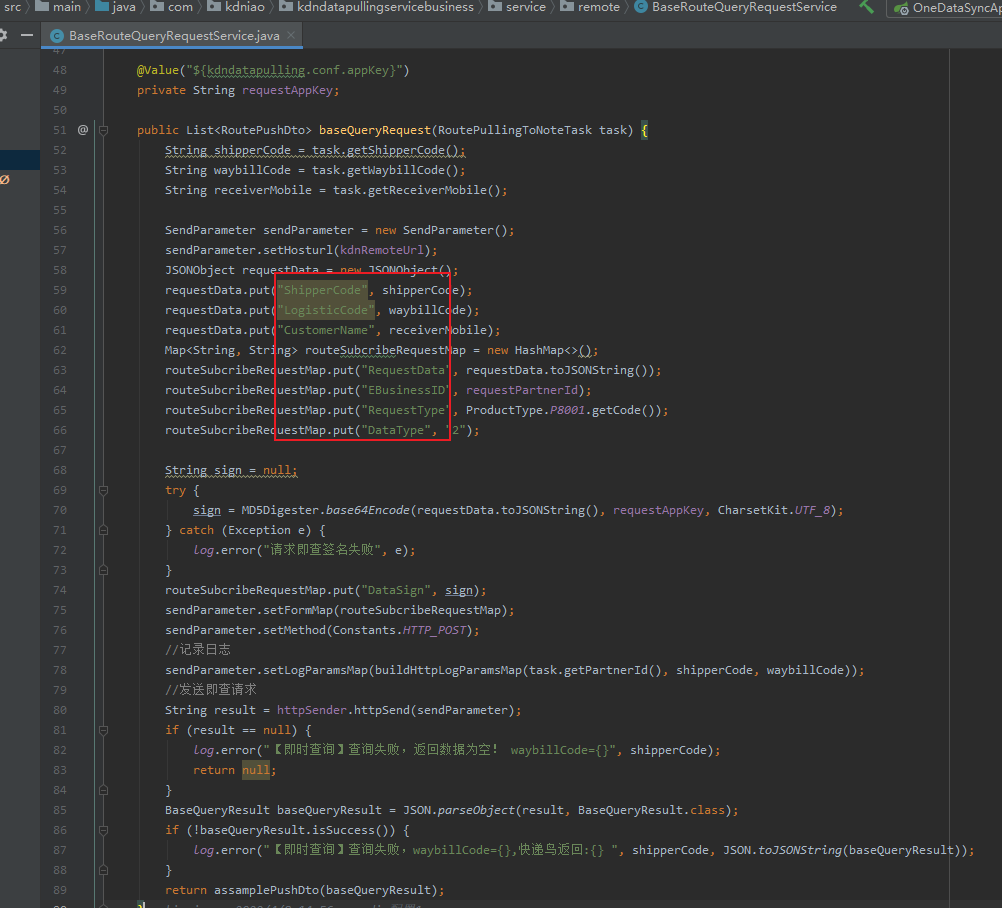 src main java com kdniao kdndatapullingservicebusiness service remote BaseRouteQueryRequestService OneDataSyncAp
BaseRouteQueryRequestService.java
47
48 @Value("${kdndatapulling.conf.appKey}")
49 private String requestAppKey;
50
51 @ public List<RoutePushDto> baseQueryRequest(RoutePullingToNoteTask task) {
52 String shipperCode = task.getShipperCode();
53 String waybillCode = task.getWaybillCode();
54 String receiverMobile = task.getReceiverMobile();
55
56 SendParameter sendParameter = new SendParameter();
57 sendParameter.setHosturl(kdnRemoteUrl);
58 JSONObject requestData = new JSONObject();
59 requestData.put("ShipperCode", shipperCode);
60 requestData.put("LogisticCode", waybillCode);
61 requestData.put("CustomerName", receiverMobile);
62 Map<String, String> routeSubcribeRequestMap = new HashMap<>();
63 routeSubcribeRequestMap.put("RequestData", requestData.toJSONString());
64 routeSubcribeRequestMap.put("EBusinessID", requestPartnerId);
65 routeSubcribeRequestMap.put("RequestType", ProductType.P8001.getCode());
66 routeSubcribeRequestMap.put("DataType", "2");
67
68 String sign = null;
69 try {
70 sign = MD5Digester.base64Encode(requestData.toJSONString(), requestAppKey, CharsetKit.UTF_8);
71 } catch (Exception e) {
72 log.error("请求即查签名失败", e);
73 }
74 routeSubcribeRequestMap.put("DataSign", sign);
75 sendParameter.setFormMap(routeSubcribeRequestMap);
76 sendParameter.setMethod(Constants.HTTP_POST);
77 //记录日志
78 sendParameter.setLogParamsMap(buildHttpLogParamsMap(task.getPartnerId(), shipperCode, waybillCode));
79 //发送即查请求
80 String result = httpSender.httpSend(sendParameter);
81 if (result == null) {
82 log.error("【即时查询】查询失败，返回数据为空！ waybillCode={}", shipperCode);
83 return null;
84 }
85 BaseQueryResult baseQueryResult = JSON.parseObject(result, BaseQueryResult.class);
86 if (!baseQueryResult.isSuccess()) {
87 log.error("【即时查询】查询失败，waybillCode={},快递鸟返回:{} ", shipperCode, JSON.toJSONString(baseQueryResult));
88 }
89 return assamplePushDto(baseQueryResult);